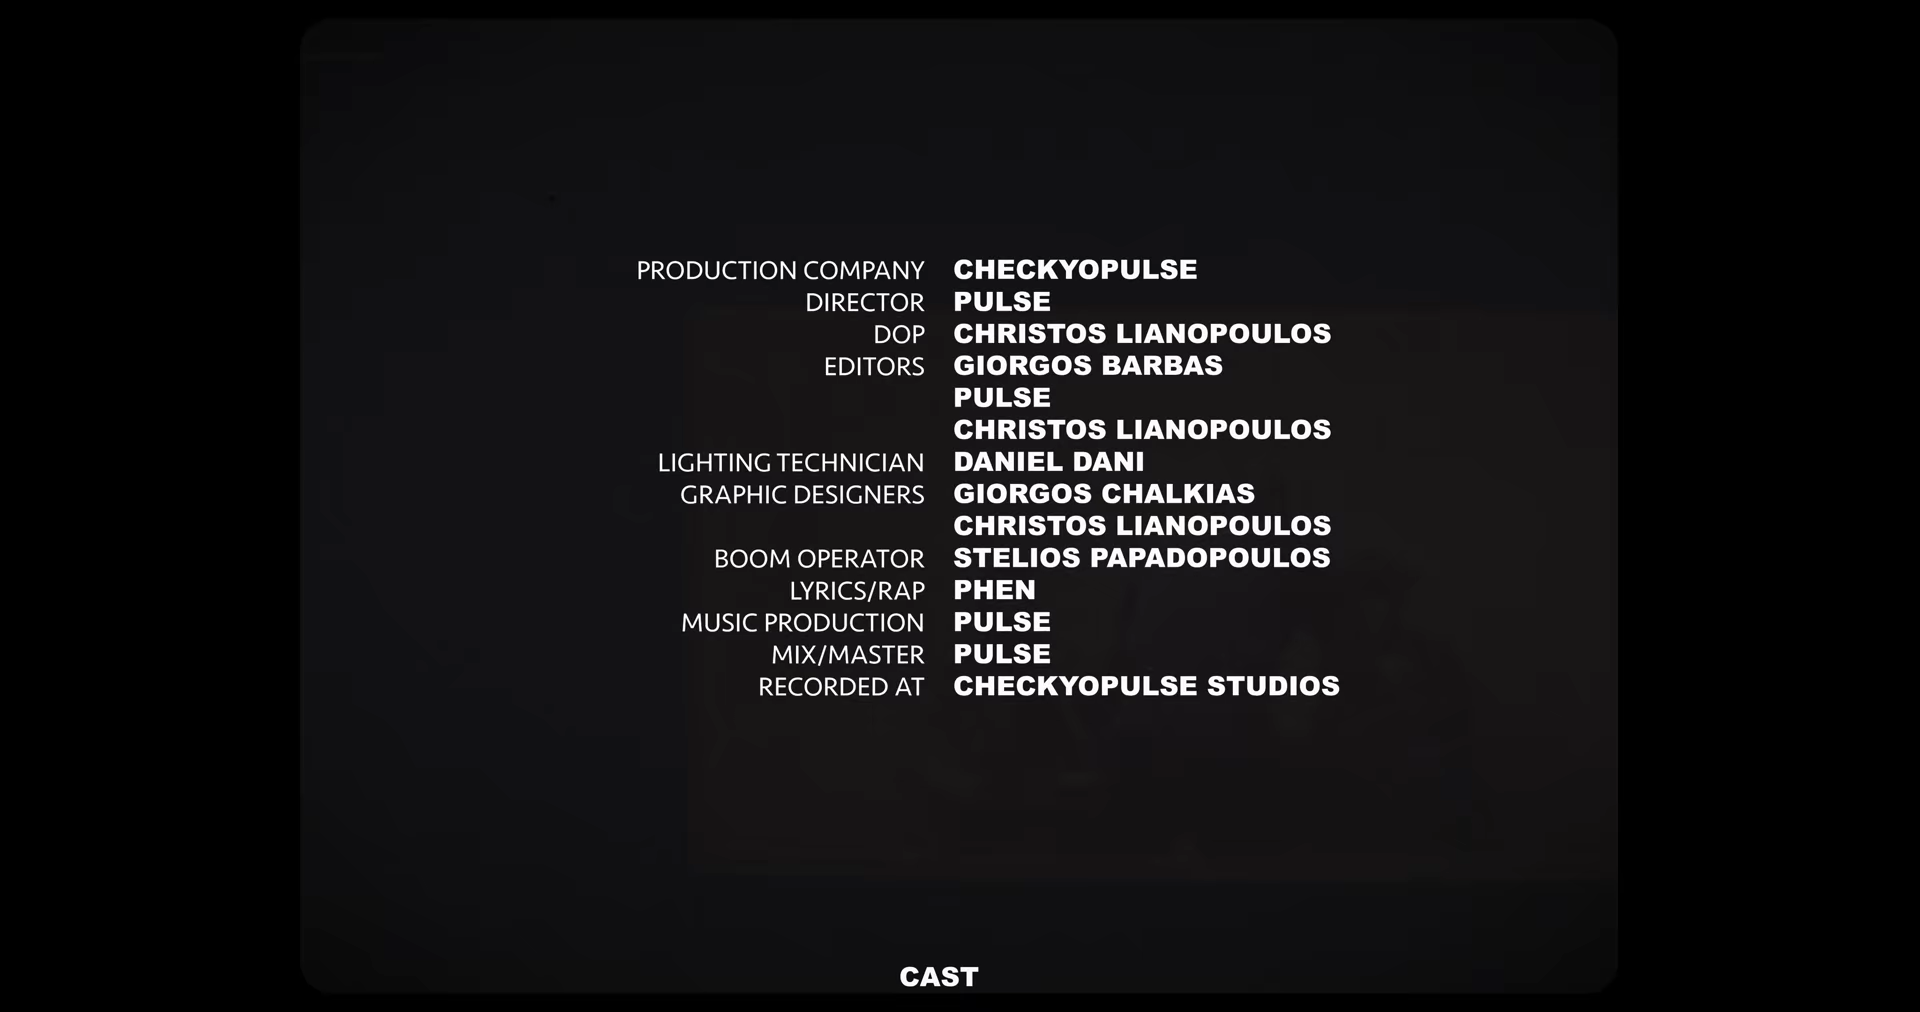 PRODUCTION COMPANY CHECKYOPULSE
DIRECTOR PULSE
DOP CHRISTOS LIANOPOULOS
EDITORS GIORGOS BARBAS
PULSE
CHRISTOS LIANOPOULOS
LIGHTING TECHNICIAN DANIEL DANI
GRAPHIC DESIGNERS GIORGOS CHALKIAS
CHRISTOS LIANOPOULOS
BOOM OPERATOR STELIOS PAPADOPOULOS
LYRICS/RAP PHEN
MUSIC PRODUCTION PULSE
MIX/MASTER PULSE
RECORDED AT CHECKYOPULSE STUDIOS
CAST